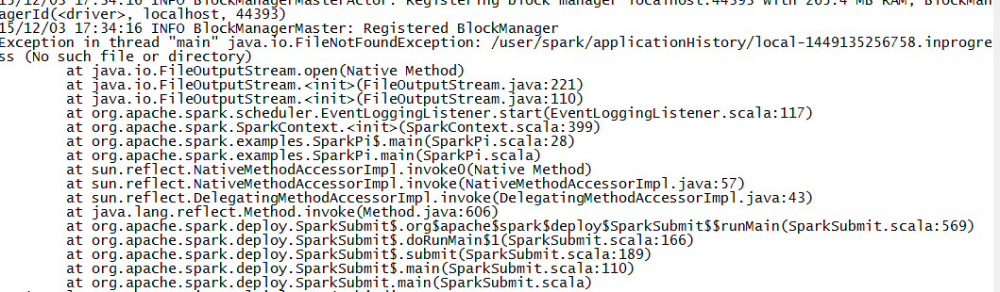 15/12/03 17:34:16 INFO BlockManagerMasterActor: Registering block manager localhost:44393 with 265.4 MB RAM, BlockMan
agerId(<driver>, localhost, 44393)
15/12/03 17:34:16 INFO BlockManagerMaster: Registered BlockManager
Exception in thread "main" java.io.FileNotFoundException: /user/spark/applicationHistory/local-1449135256758.inprogre
ss (No such file or directory)
at java.io.FileOutputStream.open(Native Method)
at java.io.FileOutputStream.<init>(FileOutputStream.java:221)
at java.io.FileOutputStream.<init>(FileOutputStream.java:110)
at org.apache.spark.scheduler.EventLoggingListener.start(EventLoggingListener.scala:117)
at org.apache.spark.SparkContext.<init>(SparkContext.scala:399)
at org.apache.spark.examples.SparkPi$.main(SparkPi.scala:28)
at org.apache.spark.examples.SparkPi.main(SparkPi.scala)
at sun.reflect.NativeMethodAccessorImpl.invoke0(Native Method)
at sun.reflect.NativeMethodAccessorImpl.invoke(NativeMethodAccessorImpl.java:57)
at sun.reflect.DelegatingMethodAccessorImpl.invoke(DelegatingMethodAccessorImpl.java:43)
at java.lang.reflect.Method.invoke(Method.java:606)
at org.apache.spark.deploy.SparkSubmit$.org$apache$spark$deploy$SparkSubmit$$runMain(SparkSubmit.scala:569)
at org.apache.spark.deploy.SparkSubmit$.doRunMain$1(SparkSubmit.scala:166)
at org.apache.spark.deploy.SparkSubmit$.submit(SparkSubmit.scala:189)
at org.apache.spark.deploy.SparkSubmit$.main(SparkSubmit.scala:110)
at org.apache.spark.deploy.SparkSubmit.main(SparkSubmit.scala)